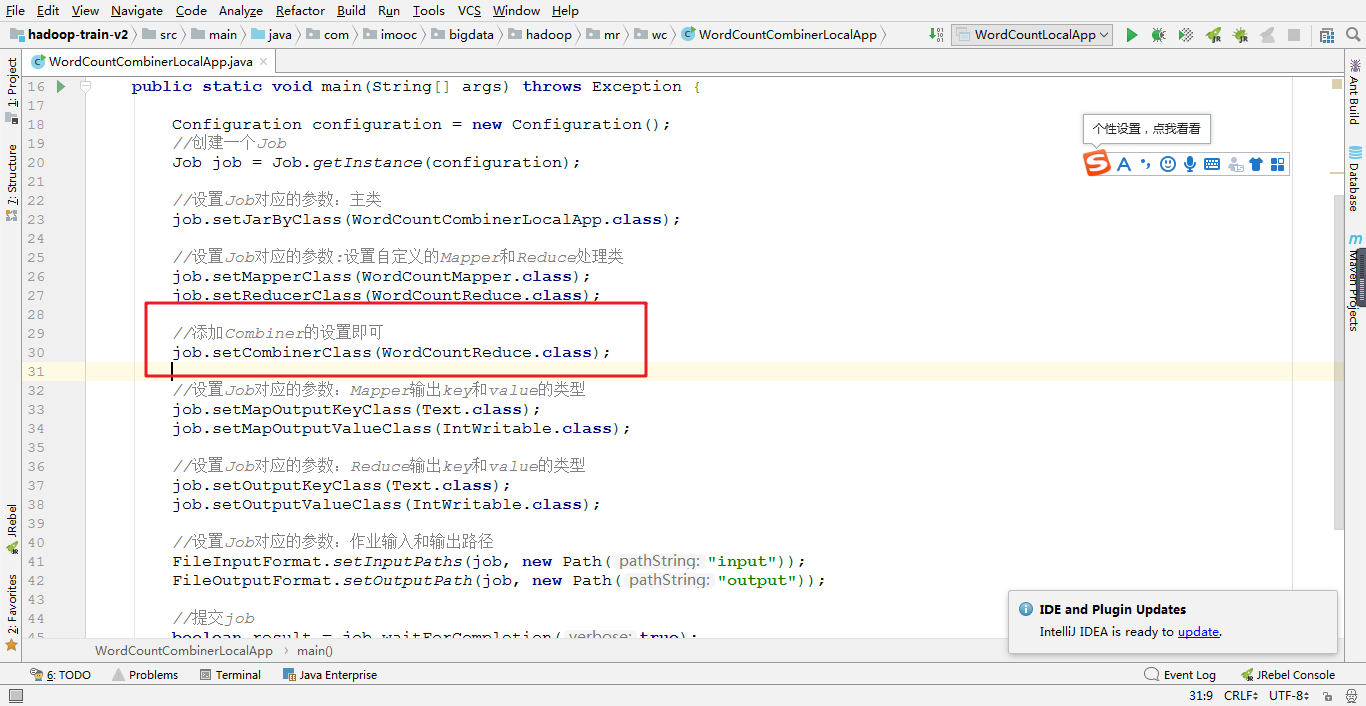 File Edit View Navigate Code Analyze Refactor Build Run Tools VCS Window Help
hadoop-train-v2 src main java com imooc bigdata hadoop mr wc WordCountCombinerLocalApp WordCountLocalApp
WordCountCombinerLocalApp.java
1: Project
7: Structure
JRebel
2: Favorites
16 public static void main(String[] args) throws Exception {
17
18 Configuration configuration = new Configuration();
19 //创建一个Job
20 Job job = Job.getInstance(configuration);
21
22 //设置Job对应的参数: 主类
23 job.setJarByClass(WordCountCombinerLocalApp.class);
24
25 //设置Job对应的参数:设置自定义的Mapper和Reduce处理类
26 job.setMapperClass(WordCountMapper.class);
27 job.setReducerClass(WordCountReduce.class);
28
29 //添加Combiner的设置即可
30 job.setCombinerClass(WordCountReduce.class);
31
32 //设置Job对应的参数: Mapper输出key和value的类型
33 job.setMapOutputKeyClass(Text.class);
34 job.setMapOutputValueClass(IntWritable.class);
35
36 //设置Job对应的参数: Reduce输出key和value的类型
37 job.setOutputKeyClass(Text.class);
38 job.setOutputValueClass(IntWritable.class);
39
40 //设置Job对应的参数: 作业输入和输出路径
41 FileInputFormat.setInputPaths(job, new Path( pathString: "input"));
42 FileOutputFormat.setOutputPath(job, new Path( pathString: "output"));
43
44 //提交job
45 boolean result = job.waitForCompletion( verbose: true);
个性设置，点我看看
Ant Build
Database
Maven Projects
IDE and Plugin Updates
IntelliJ IDEA is ready to update.
WordCountCombinerLocalApp › main()
6: TODO Problems Terminal Java Enterprise Event Log JRebel Console
31:9 CRLF UTF-8